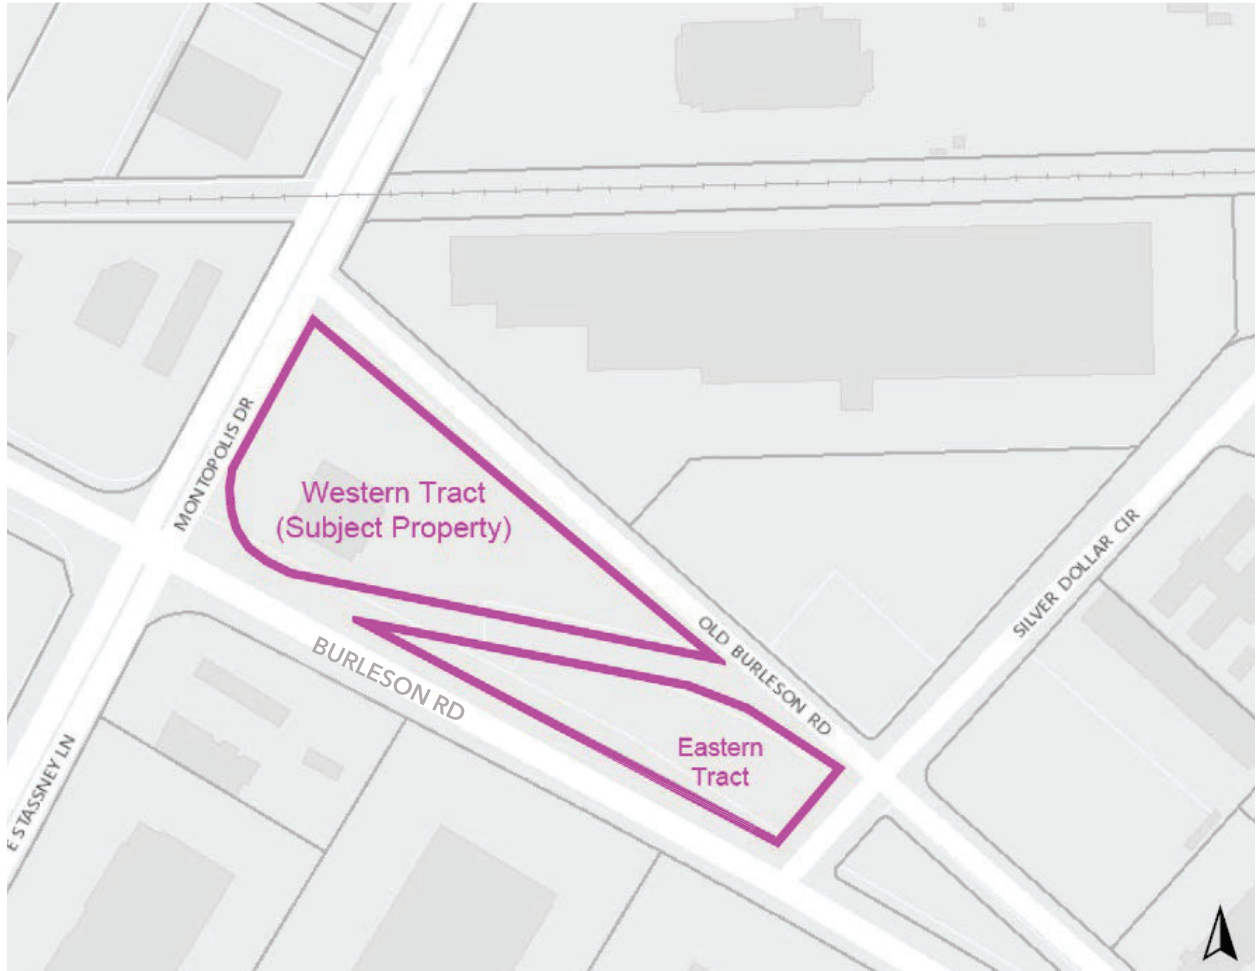 MONTOPOLIS DR
Western Tract
(Subject Property)
SILVER DOLLAR CIR
OLD BURLESON RD
BURLESON RD
Eastern
Tract
E STASSNEY LN